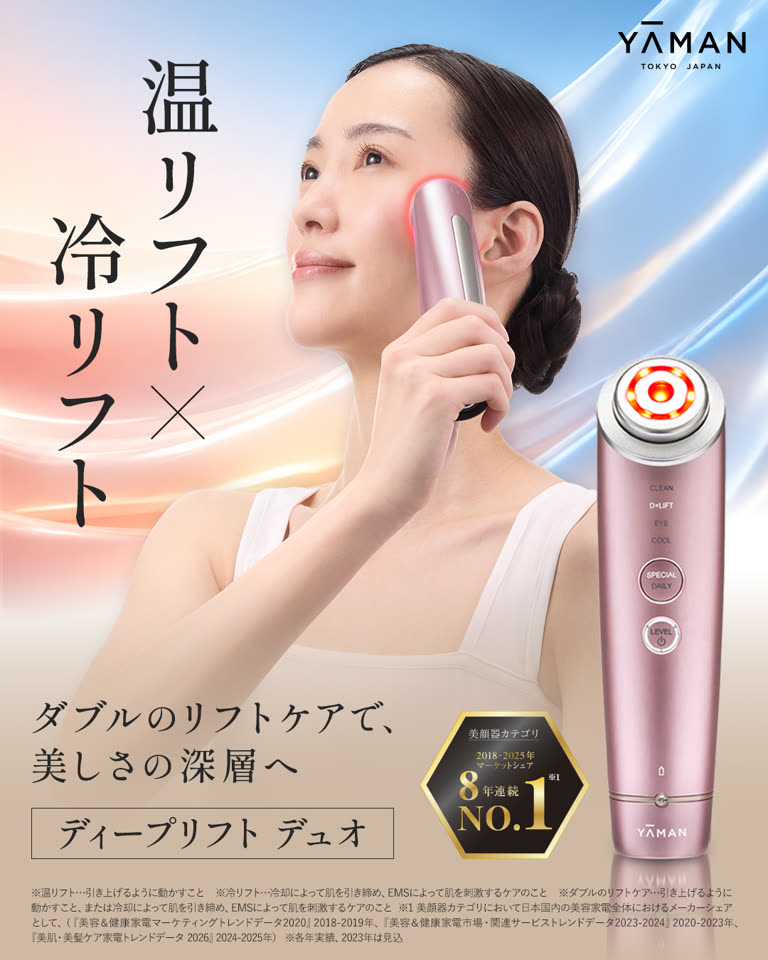 YAMAN
TOKYO JAPAN
温リフト×
冷リフト
CLEAN
D×LIFT
EYE
COOL
SPECIAL
DAILY
LEVEL
ダブルのリフトケアで、
美しさの深層へ
ディープリフト デュオ
美顔器カテゴリ
2018-2025年
マーケットシェア
8年連続
NO.1※1
YAMAN
※温リフト…引き上げるように動かすこと　※冷リフト…冷却によって肌を引き締め、EMSによって肌を刺激するケアのこと　※ダブルのリフトケア…引き上げるように
動かすこと、または冷却によって肌を引き締め、EMSによって肌を刺激するケアのこと　※1 美顔器カテゴリにおいて日本国内の美容家電全体におけるメーカーシェア
として、（『美容＆健康家電マーケティングトレンドデータ2020』2018-2019年、『美容＆健康家電市場・関連サービストレンドデータ2023-2024』2020-2023年、
『美肌・美髪ケア家電トレンドデータ 2026』2024-2025年）　※各年実績、2023年は見込